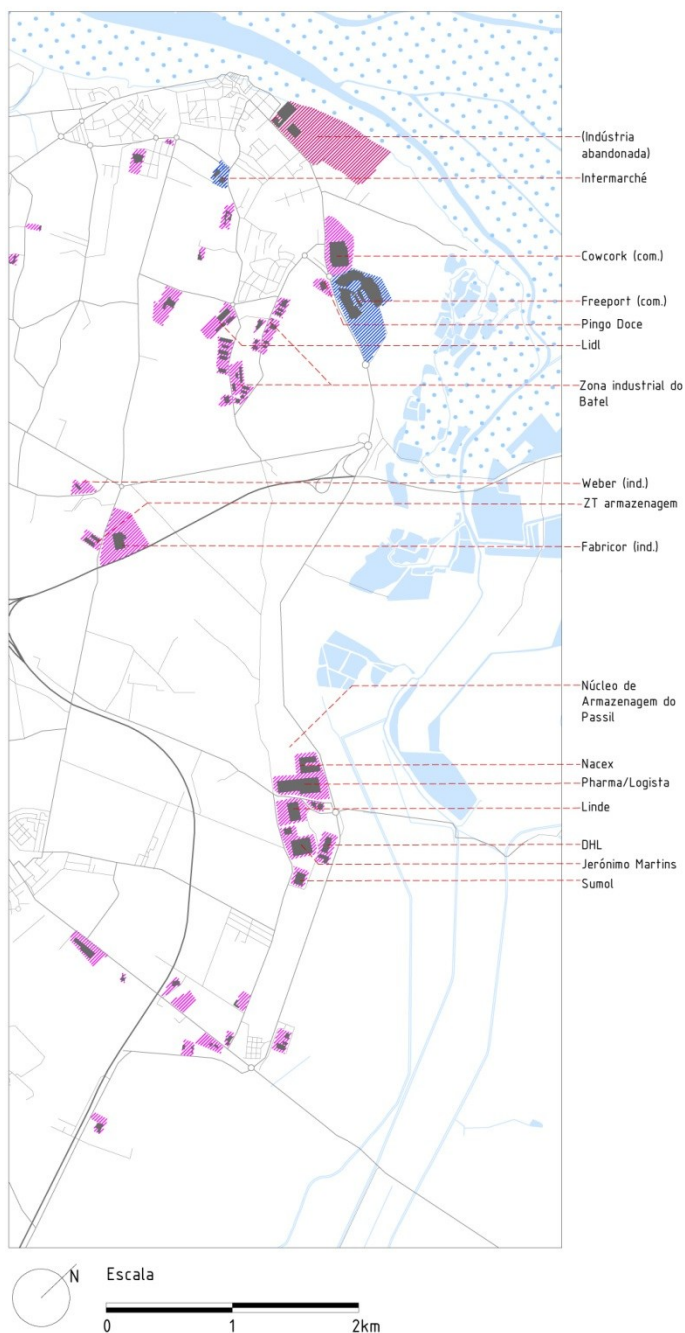 (Indústria
abandonada)
Intermarché
Cowcork (com.)
Freeport (com.)
Pingo Doce
Lidl
Zona industrial do
Batel
Weber (ind.)
ZT armazenagem
Fabricor (ind.)
Núcleo de
Armazenagem do
Passil
Nacex
Pharma/Logista
Linde
DHL
Jerónimo Martins
Sumol
N
Escala
0 1 2km